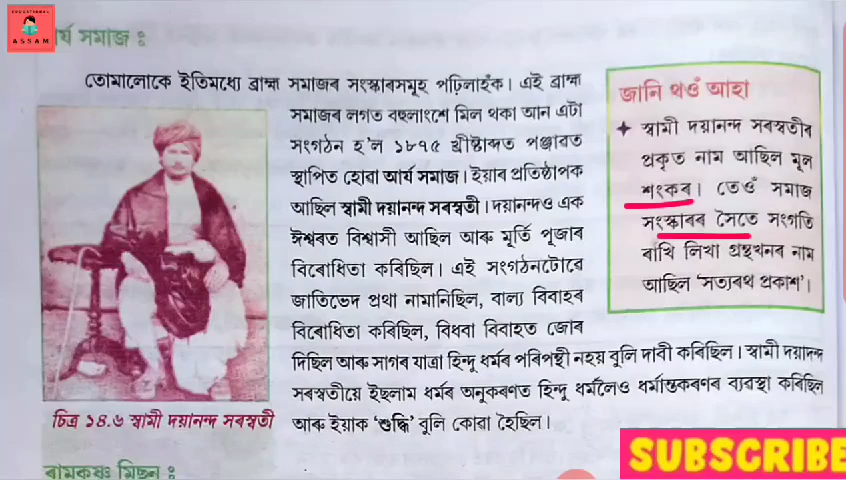 EDUCATIONAL
ASSAM
ৰ্য সমাজ :
তোমালোকে ইতিমধ্যে ব্ৰাহ্ম সমাজৰ সংস্কাৰসমূহ পঢ়িলাহঁক। এই ব্ৰাহ্ম
সমাজৰ লগত বহুলাংশে মিল থকা আন এটা
সংগঠন হ'ল ১৮৭৫ খ্ৰীষ্টাব্দত পঞ্জাৱত
স্থাপিত হোৱা আৰ্য সমাজ। ইয়াৰ প্ৰতিষ্ঠাপক
আছিল স্বামী দয়ানন্দ সৰস্বতী। দয়ানন্দও এক
ঈশ্বৰত বিশ্বাসী আছিল আৰু মূৰ্তি পূজাৰ
বিৰোধিতা কৰিছিল। এই সংগঠনটোৱে
জাতিভেদ প্ৰথা নামানিছিল, বাল্য বিবাহৰ
বিৰোধিতা কৰিছিল, বিধবা বিবাহত জোৰ
দিছিল আৰু সাগৰ যাত্ৰা হিন্দু ধৰ্মৰ পৰিপন্থী নহয় বুলি দাবী কৰিছিল। স্বামী দয়ানন্দ
সৰস্বতীয়ে ইছলাম ধৰ্মৰ অনুকৰণত হিন্দু ধৰ্মলৈও ধৰ্মান্তকৰণৰ ব্যৱস্থা কৰিছিল
আৰু ইয়াক 'শুদ্ধি' বুলি কোৱা হৈছিল।
চিত্ৰ ১৪.৬ স্বামী দয়ানন্দ সৰস্বতী
জানি থওঁ আহা
✦ স্বামী দয়ানন্দ সৰস্বতীৰ
প্ৰকৃত নাম আছিল মূল
শংকৰ। তেওঁ সমাজ
সংস্কাৰৰ সৈতে সংগতি
ৰাখি লিখা গ্ৰন্থখনৰ নাম
আছিল 'সত্যৰথ প্ৰকাশ'।
ৰামকৃষ্ণ মিছন :
SUBSCRIBE